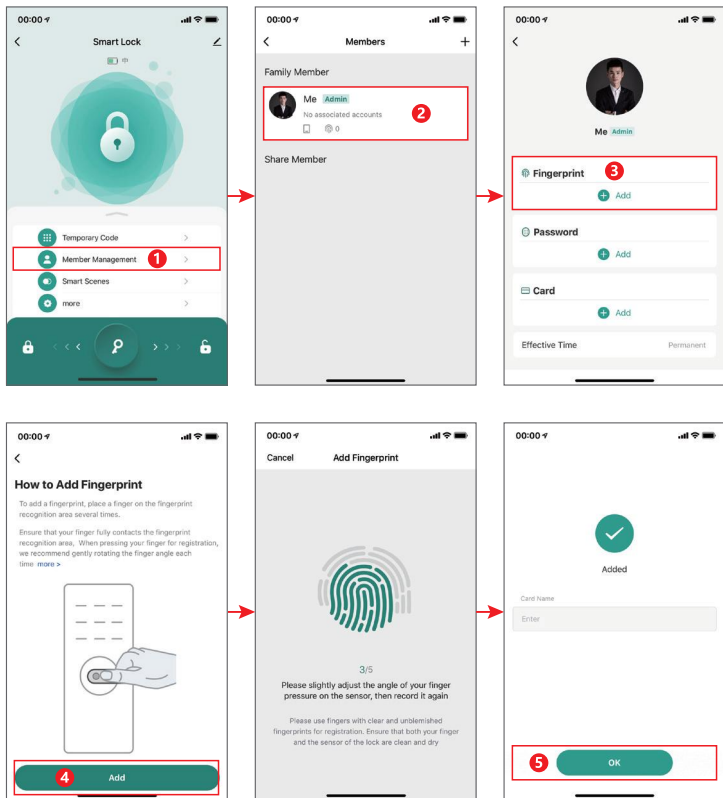 00:00
Smart Lock
中
Temporary Code
Member Management
1
Smart Scenes
more
00:00
Members
+
Family Member
Me Admin
No associated accounts
0
2
Share Member
00:00
Me Admin
Fingerprint
3
Add
Password
Add
Card
Add
Effective Time Permanent
00:00
How to Add Fingerprint
To add a fingerprint, place a finger on the fingerprint
recognition area several times.
Ensure that your finger fully contacts the fingerprint
recognition area, When pressing your finger for registration,
we recommend gently rotating the finger angle each
time more >
4
Add
00:00
Cancel Add Fingerprint
3/5
Please slightly adjust the angle of your finger
pressure on the sensor, then record it again
Please use fingers with clear and unblemished
fingerprints for registration. Ensure that both your finger
and the sensor of the lock are clean and dry
00:00
Added
Card Name
Enter
5
OK